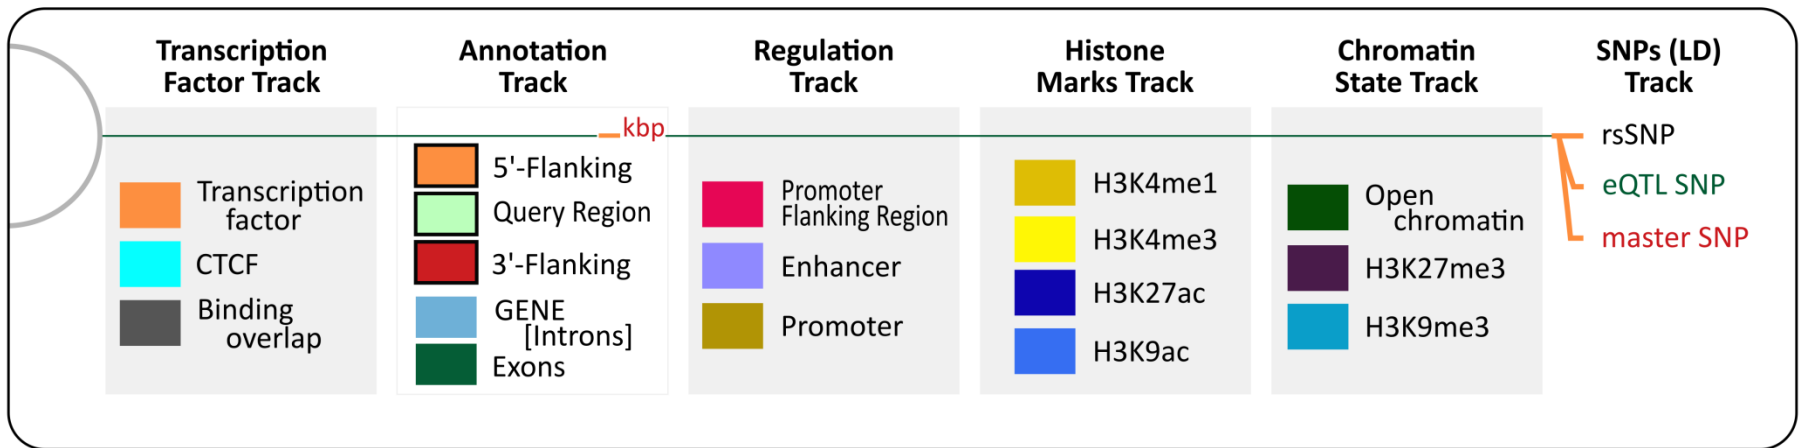 Transcription
Factor Track
Annotation
Track
Regulation
Track
Histone
Marks Track
Chromatin
State Track
SNPs (LD)
Track
kbp
Transcription
factor
CTCF
Binding
overlap
5'-Flanking
Query Region
3'-Flanking
GENE
[Introns]
Exons
Promoter
Flanking Region
Enhancer
Promoter
H3K4me1
H3K4me3
H3K27ac
H3K9ac
Open
chromatin
H3K27me3
H3K9me3
rsSNP
eQTL SNP
master SNP